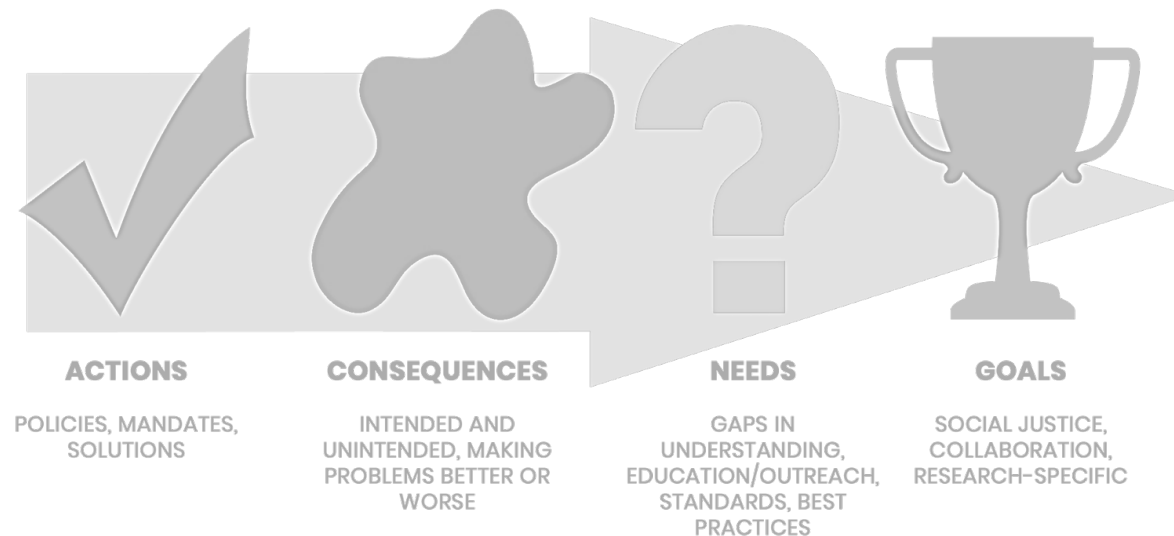 ACTIONS
POLICIES, MANDATES,
SOLUTIONS
CONSEQUENCES
INTENDED AND
UNINTENDED, MAKING
PROBLEMS BETTER OR
WORSE
NEEDS
GAPS IN
UNDERSTANDING,
EDUCATION/OUTREACH,
STANDARDS, BEST
PRACTICES
GOALS
SOCIAL JUSTICE,
COLLABORATION,
RESEARCH-SPECIFIC